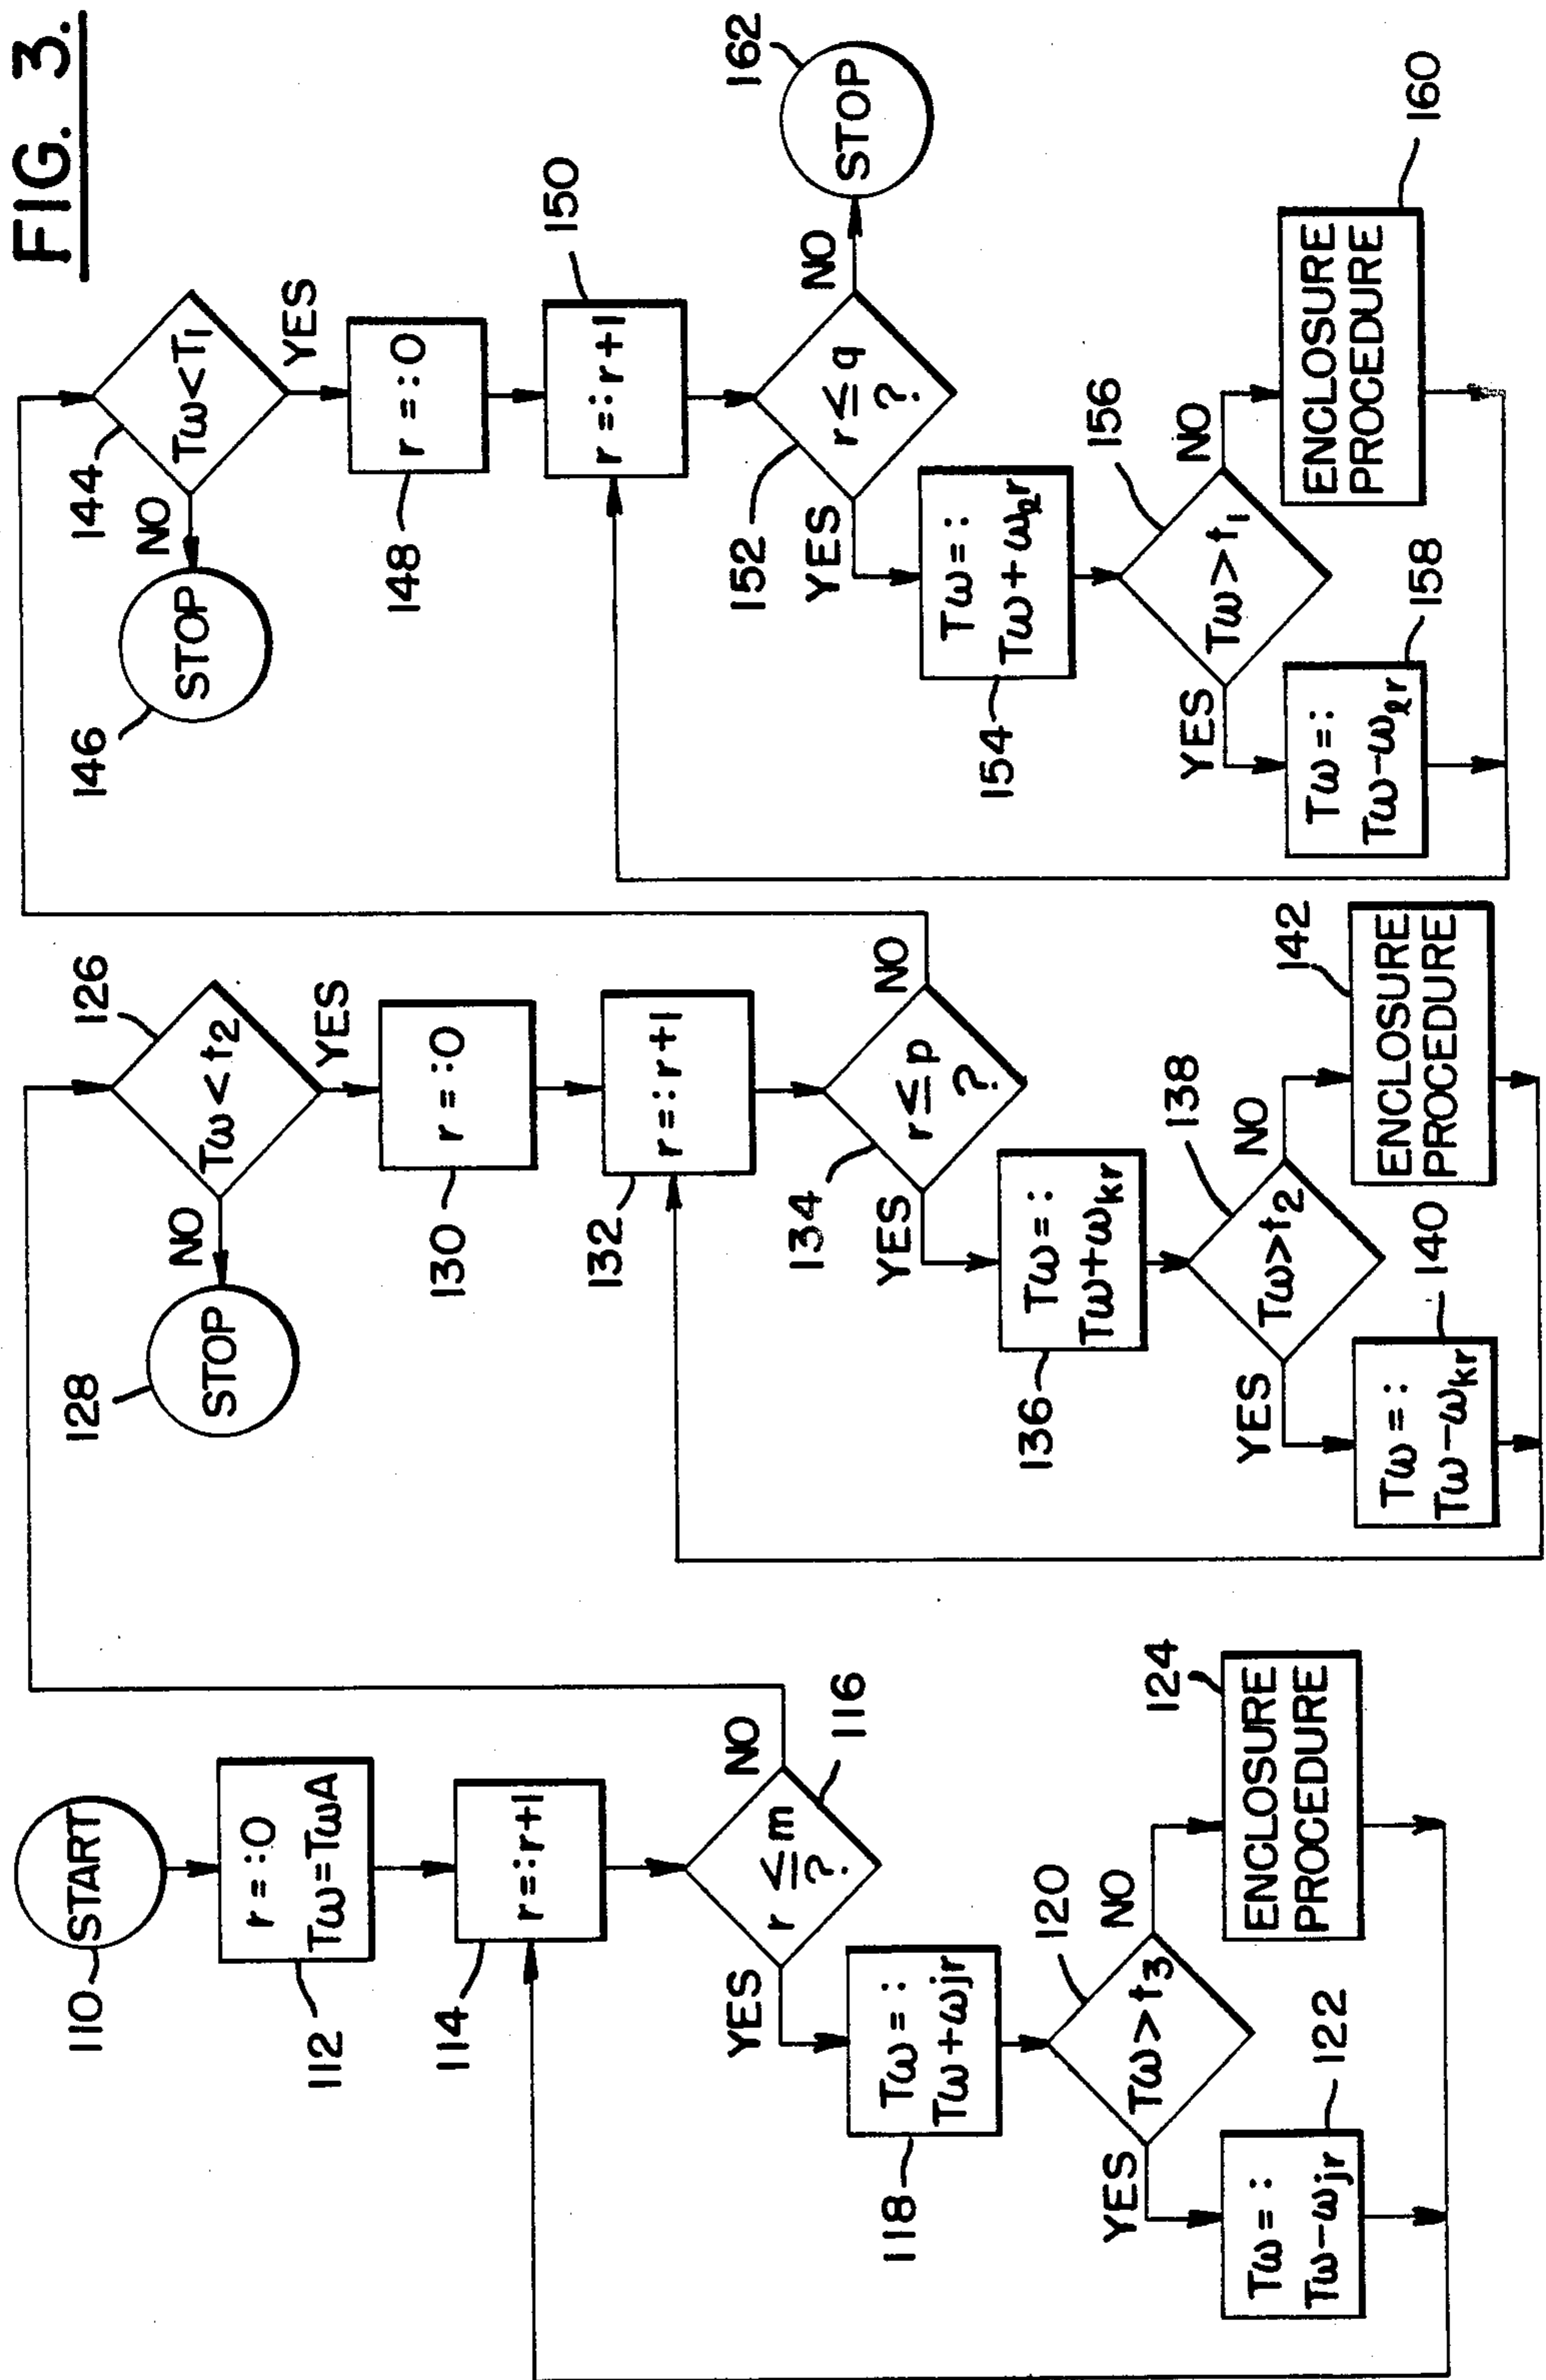 FIG. 3.
START
110
r=:0
Tω=TωA
112
r=:r+1
114
r ≤ m
?
116
NO
YES
Tω=:
Tω+ωjr
118
Tω>t3
120
YES
NO
Tω=:
Tω-ωjr
122
ENCLOSURE
PROCEDURE
124
Tω<t2
126
NO
YES
STOP
128
r=:0
130
r=:r+1
132
r≤p
?
134
NO
YES
Tω=:
Tω+ωkr
136
Tω>t2
138
YES
NO
Tω=:
Tω-ωkr
140
ENCLOSURE
PROCEDURE
142
Tω<T1
144
NO
YES
STOP
146
r=:0
148
r=:r+1
150
r≤q
?
152
NO
YES
STOP
162
Tω=:
Tω+ωℓr
154
Tω>t1
156
YES
NO
Tω=:
Tω-ωℓr
158
ENCLOSURE
PROCEDURE
160